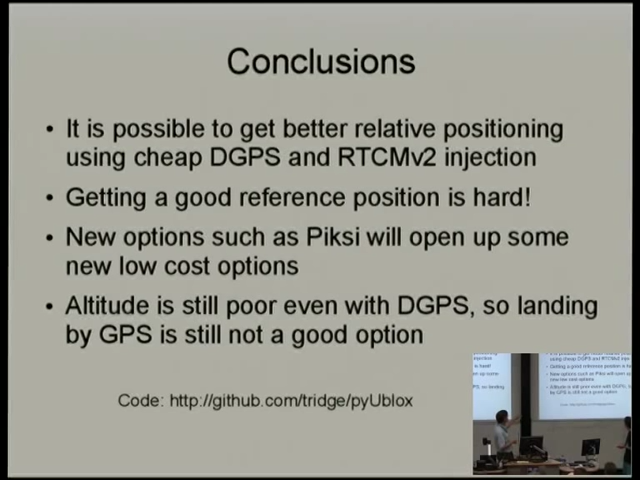 Conclusions
• It is possible to get better relative positioning
using cheap DGPS and RTCMv2 injection
• Getting a good reference position is hard!
• New options such as Piksi will open up some
new low cost options
• Altitude is still poor even with DGPS, so landing
by GPS is still not a good option
Code: http://github.com/tridge/pyUblox